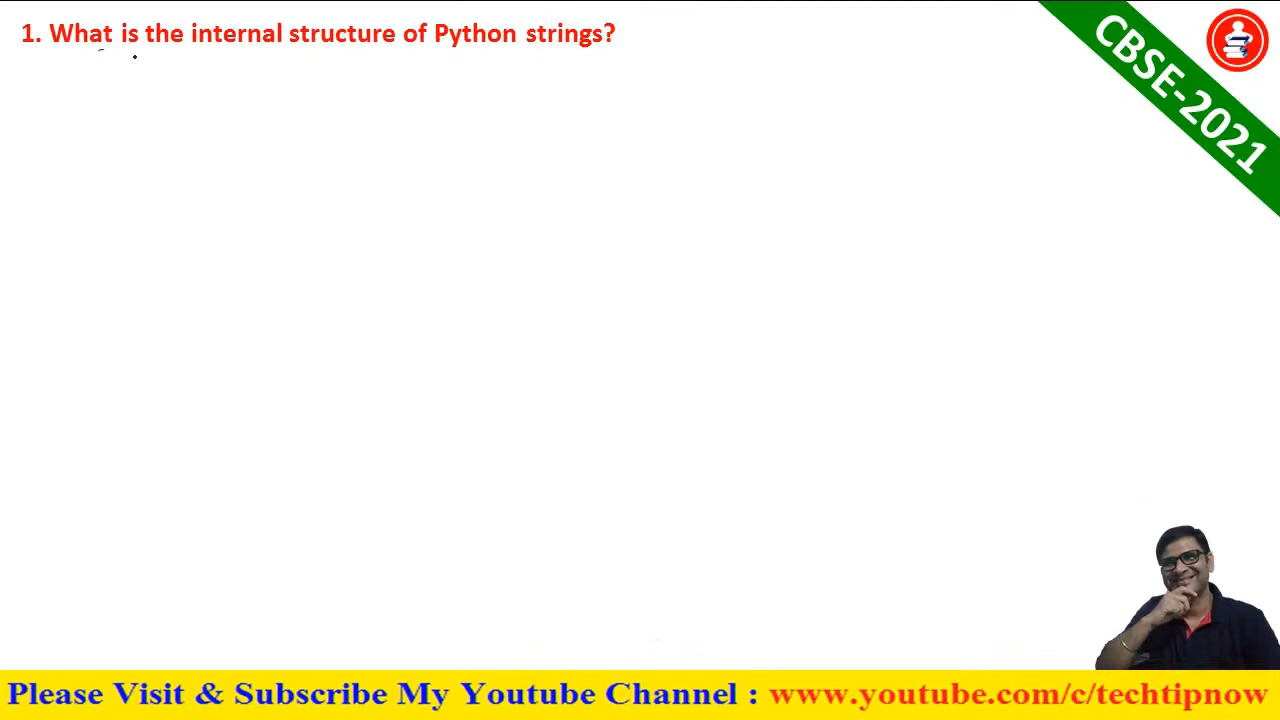 1. What is the internal structure of Python strings?
CBSE-2021
Please Visit & Subscribe My Youtube Channel : www.youtube.com/c/techtipnow